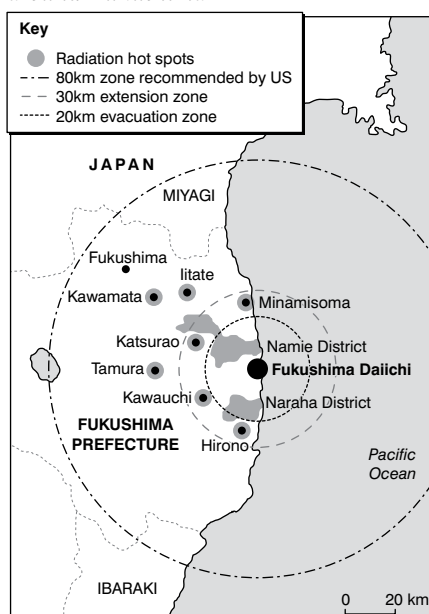 Key
Radiation hot spots
80km zone recommended by US
30km extension zone
20km evacuation zone
JAPAN
MIYAGI
Fukushima
Iitate
Kawamata
Minamisoma
Katsurao
Namie District
Fukushima Daiichi
Tamura
Kawauchi
Naraha District
FUKUSHIMA
PREFECTURE
Hirono
Pacific
Ocean
IBARAKI
0 20 km